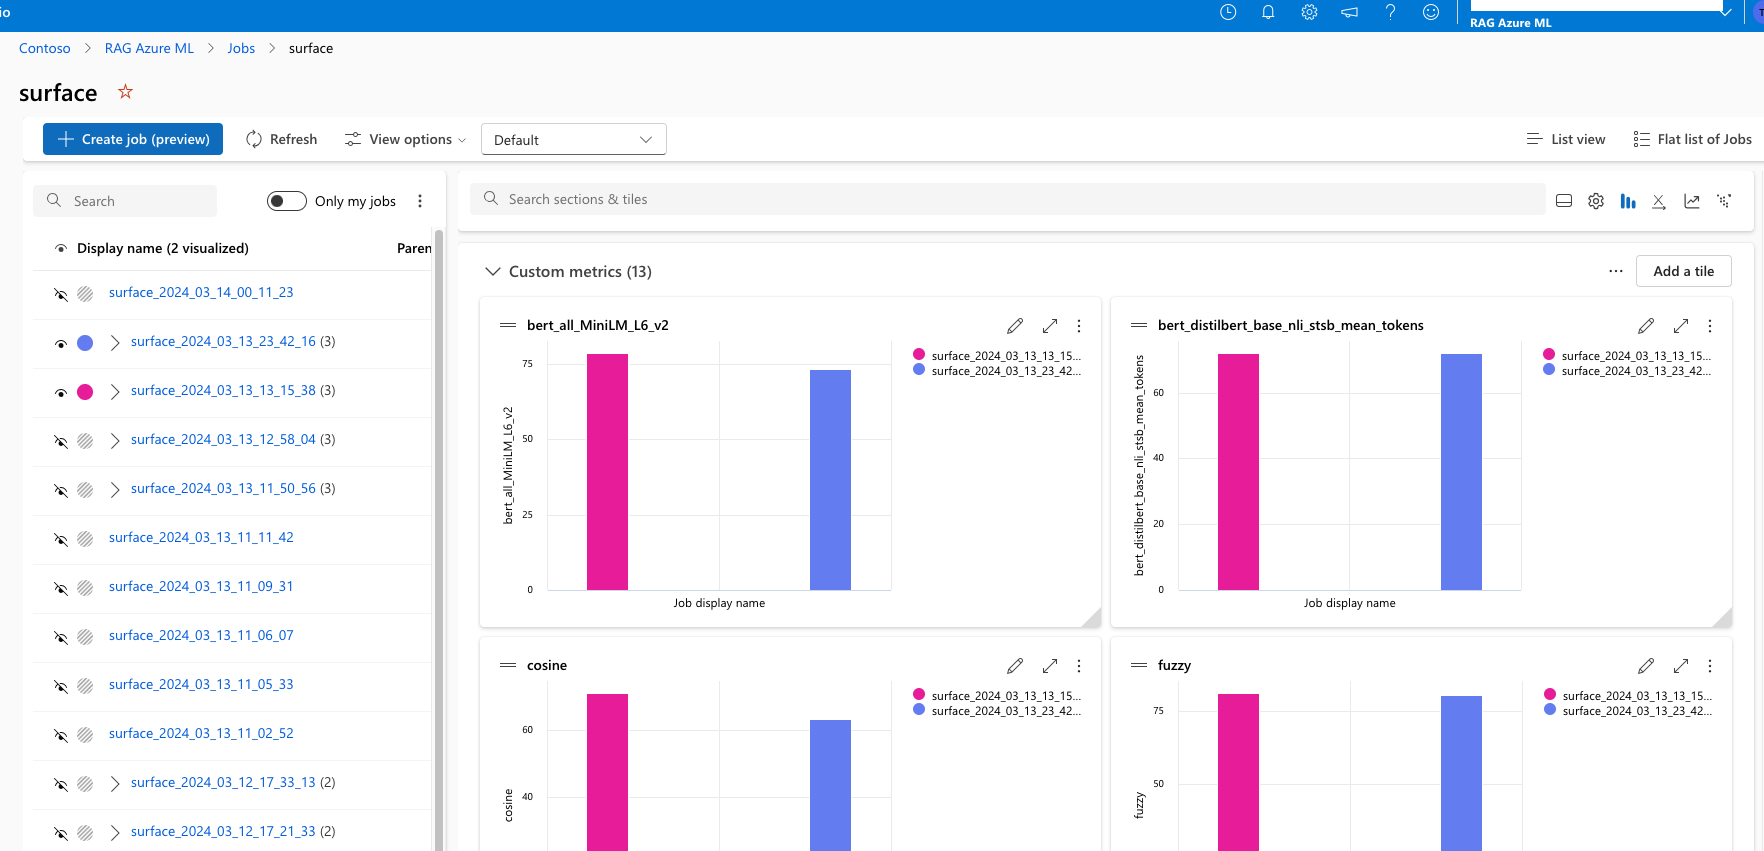 io
RAG Azure ML
Contoso > RAG Azure ML > Jobs > surface
surface
Create job (preview) Refresh View options Default List view Flat list of Jobs
Search Only my jobs
Display name (2 visualized) Paren
surface_2024_03_14_00_11_23
surface_2024_03_13_23_42_16 (3)
surface_2024_03_13_13_15_38 (3)
surface_2024_03_13_12_58_04 (3)
surface_2024_03_13_11_50_56 (3)
surface_2024_03_13_11_11_42
surface_2024_03_13_11_09_31
surface_2024_03_13_11_06_07
surface_2024_03_13_11_05_33
surface_2024_03_13_11_02_52
surface_2024_03_12_17_33_13 (2)
surface_2024_03_12_17_21_33 (2)
Search sections & tiles
Custom metrics (13) Add a tile
bert_all_MiniLM_L6_v2
surface_2024_03_13_13_15...
surface_2024_03_13_23_42...
bert_all_MiniLM_L6_v2
75
50
25
0
Job display name
bert_distilbert_base_nli_stsb_mean_tokens
surface_2024_03_13_13_15...
surface_2024_03_13_23_42...
bert_distilbert_base_nli_stsb_mean_tokens
60
40
20
0
Job display name
cosine
surface_2024_03_13_13_15...
surface_2024_03_13_23_42...
cosine
60
40
fuzzy
surface_2024_03_13_13_15...
surface_2024_03_13_23_42...
fuzzy
75
50